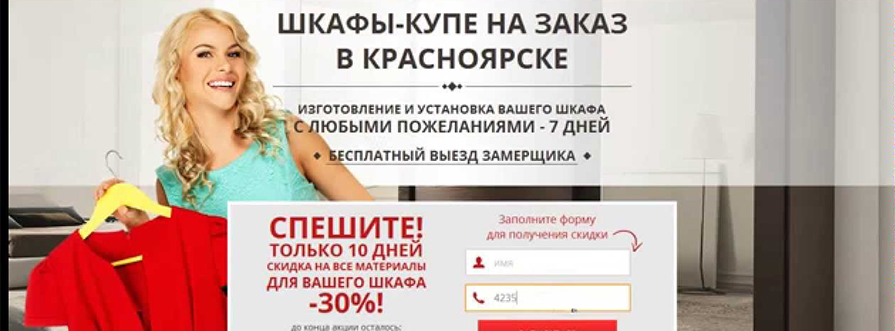 ШКАФЫ-КУПЕ НА ЗАКАЗ
В КРАСНОЯРСКЕ
ИЗГОТОВЛЕНИЕ И УСТАНОВКА ВАШЕГО ШКАФА
С ЛЮБЫМИ ПОЖЕЛАНИЯМИ - 7 ДНЕЙ
БЕСПЛАТНЫЙ ВЫЕЗД ЗАМЕРЩИКА
СПЕШИТЕ!
ТОЛЬКО 10 ДНЕЙ
СКИДКА НА ВСЕ МАТЕРИАЛЫ
ДЛЯ ВАШЕГО ШКАФА
-30%!
до конца акции осталось:
Заполните форму
для получения скидки
ИМЯ
4235